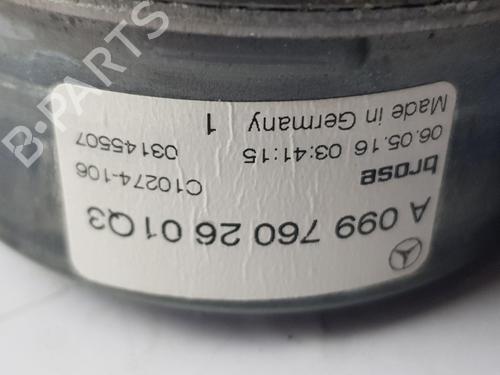 A 099 760 26 01 Q3
brose
C10274-106
06.05.16 03:41:15
03145507
Made in Germany
1
B-PARTS